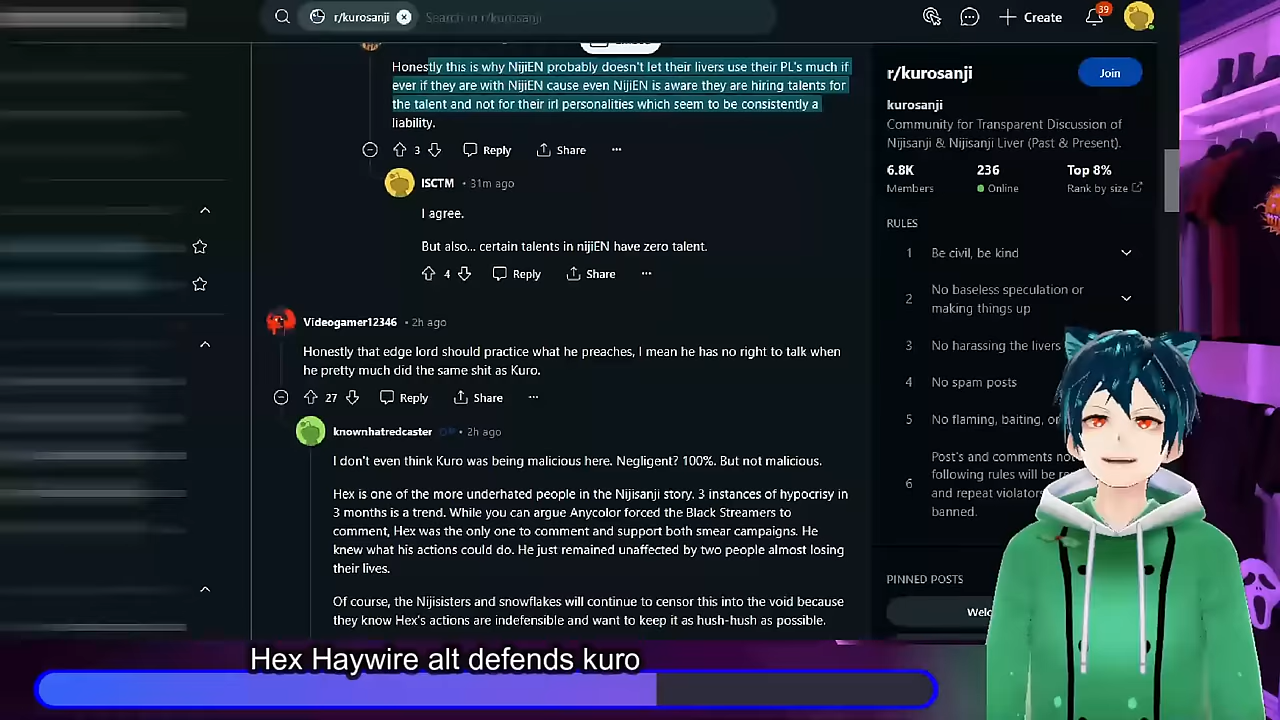 r/kurosanji
Search in r/kurosanji
Create
39
Honestly this is why NijiEN probably doesn't let their livers use their PL's much if
ever if they are with NijiEN cause even NijiEN is aware they are hiring talents for
the talent and not for their irl personalities which seem to be consistently a
liability.
3
Reply
Share
ISCTM • 31m ago
I agree.
But also... certain talents in nijiEN have zero talent.
4
Reply
Share
Videogamer12346 • 2h ago
Honestly that edge lord should practice what he preaches, I mean he has no right to talk when
he pretty much did the same shit as Kuro.
27
Reply
Share
knownhatredcaster OP • 2h ago
I don't even think Kuro was being malicious here. Negligent? 100%. But not malicious.
Hex is one of the more underhated people in the Nijisanji story. 3 instances of hypocrisy in
3 months is a trend. While you can argue Anycolor forced the Black Streamers to
comment, Hex was the only one to comment and support both smear campaigns. He
knew what his actions could do. He just remained unaffected by two people almost losing
their lives.
Of course, the Nijisisters and snowflakes will continue to censor this into the void because
they know Hex's actions are indefensible and want to keep it as hush-hush as possible.
r/kurosanji
Join
kurosanji
Community for Transparent Discussion of
Nijisanji & Nijisanji Liver (Past & Present).
6.8K
236
Top 8%
Members
Online
Rank by size
RULES
1 Be civil, be kind
2 No baseless speculation or
making things up
3 No harassing the livers
4 No spam posts
5 No flaming, baiting, or
6 Post's and comments not
following rules will be re
and repeat violators
banned.
PINNED POSTS
Welc
Hex Haywire alt defends kuro